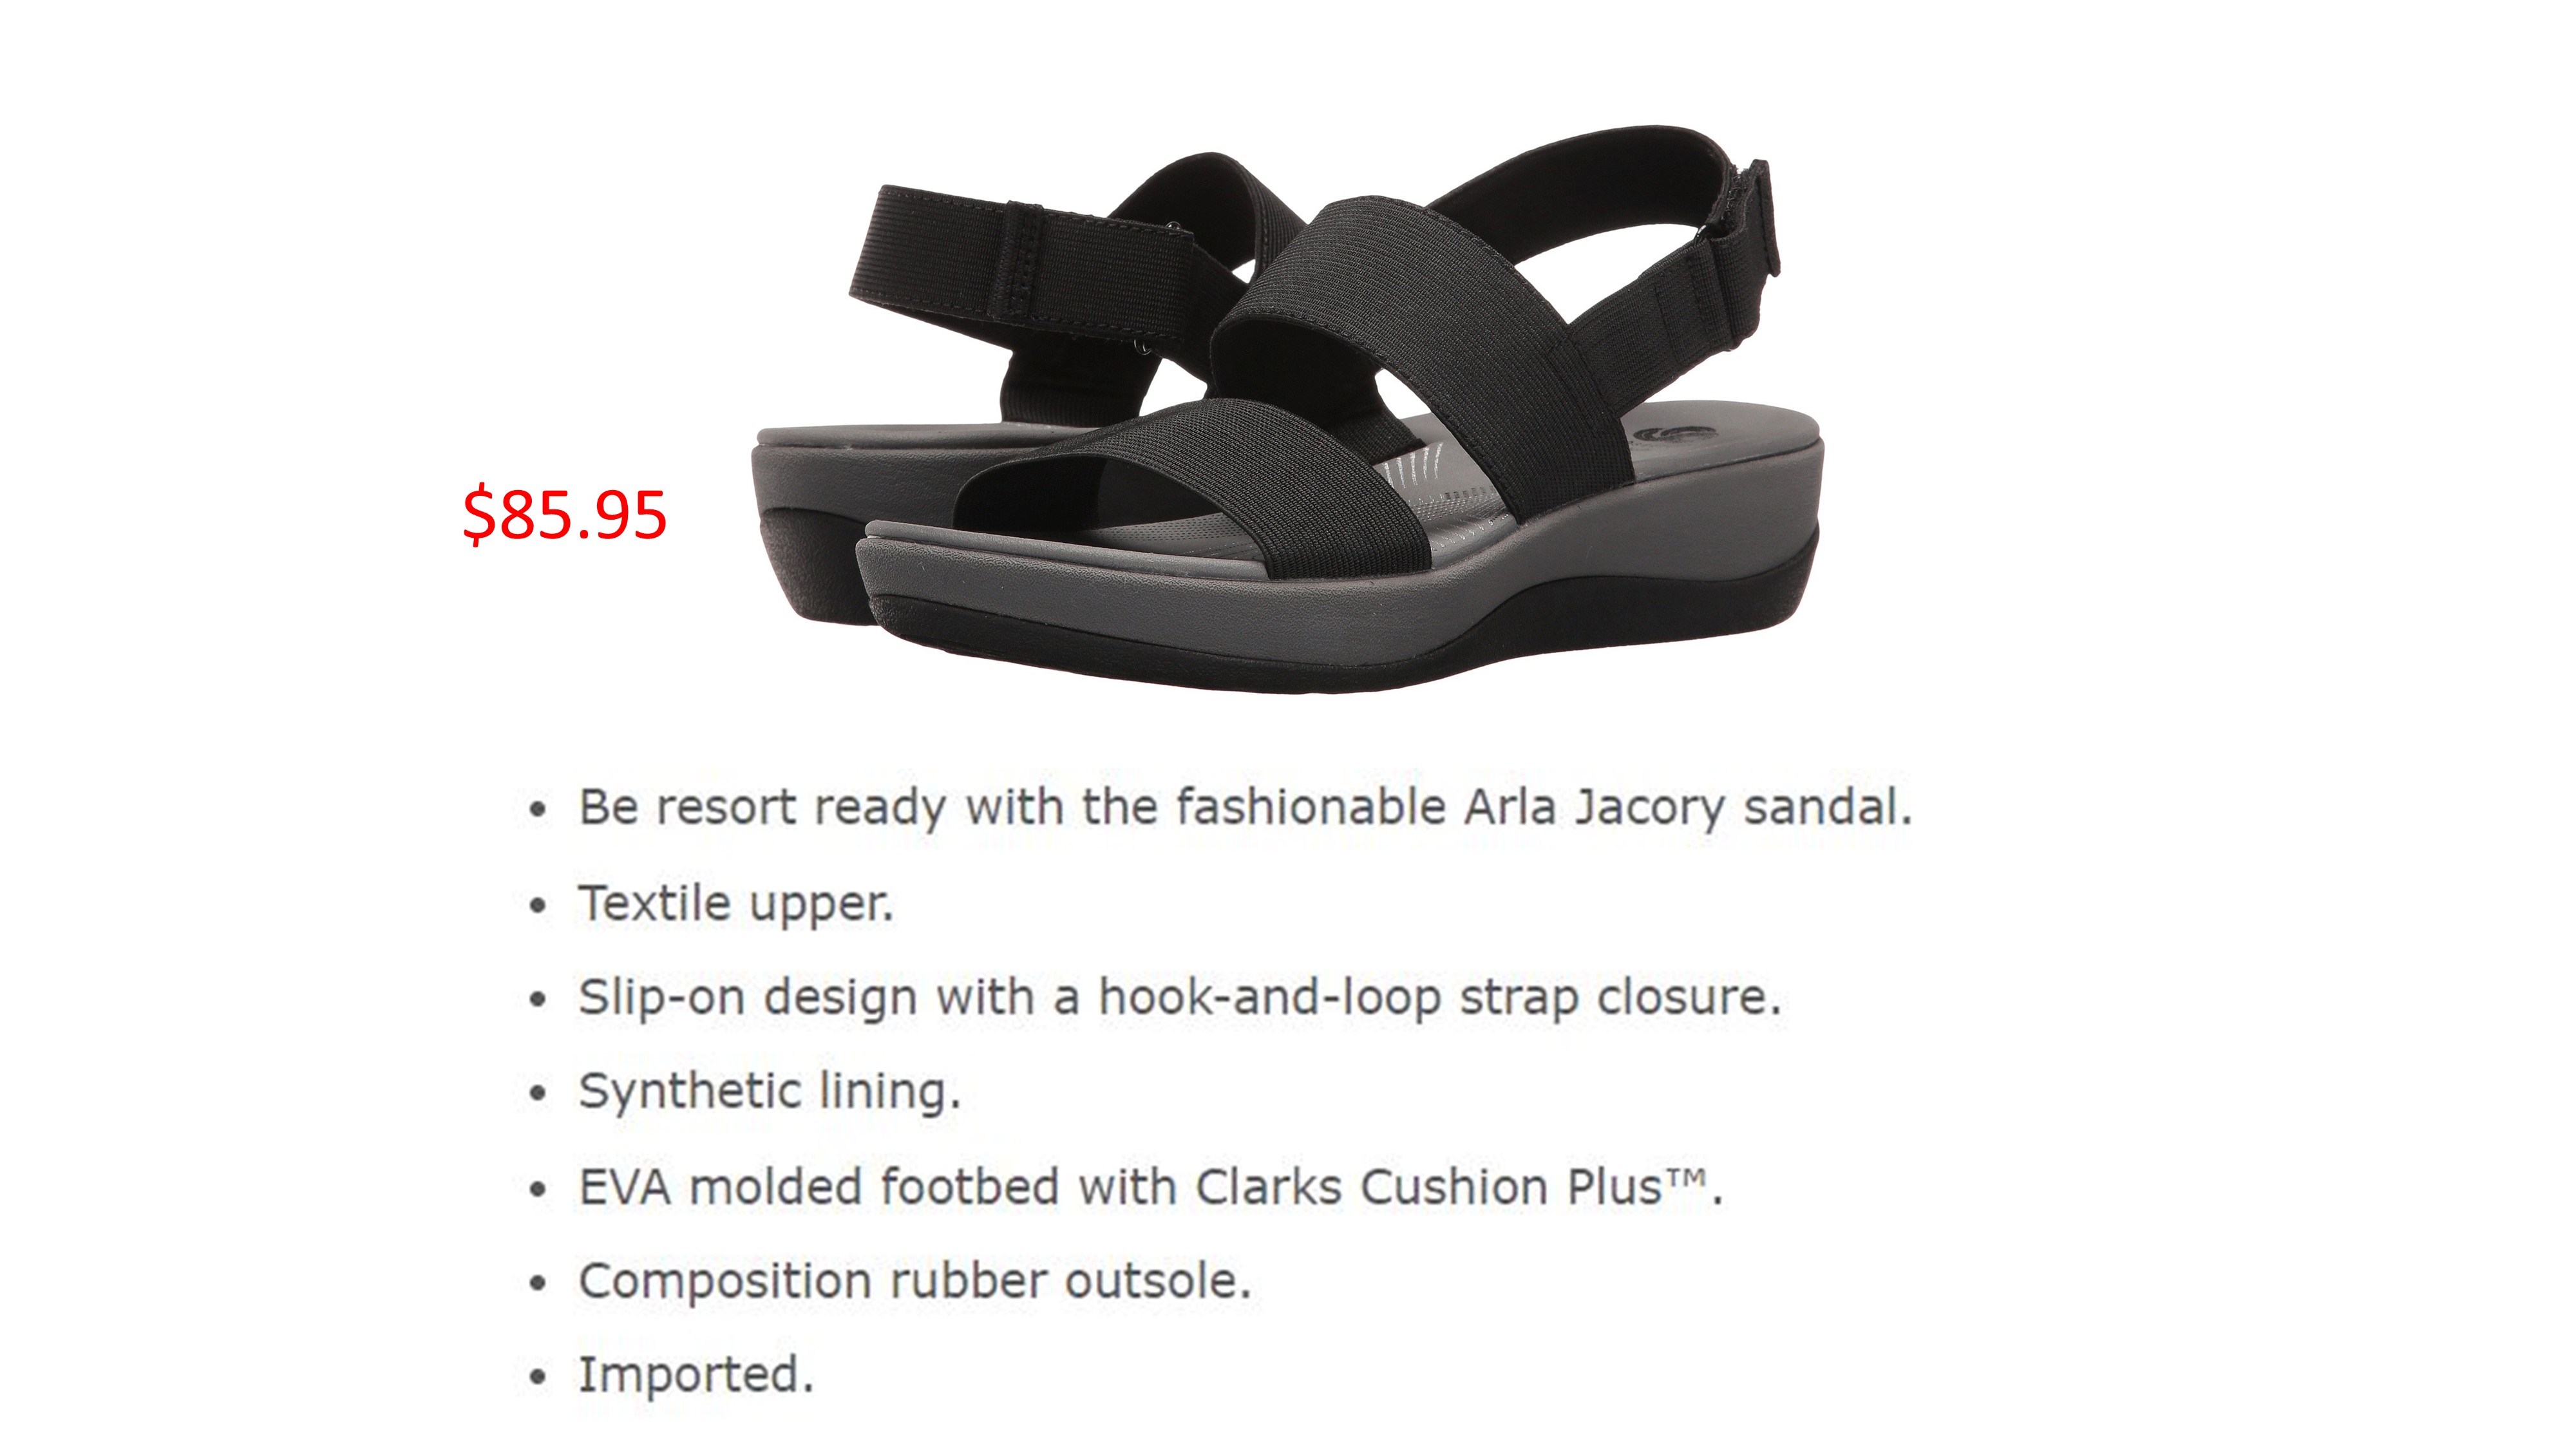 $85.95
• Be resort ready with the fashionable Arla Jacory sandal.
• Textile upper.
• Slip-on design with a hook-and-loop strap closure.
• Synthetic lining.
• EVA molded footbed with Clarks Cushion Plus™.
• Composition rubber outsole.
• Imported.